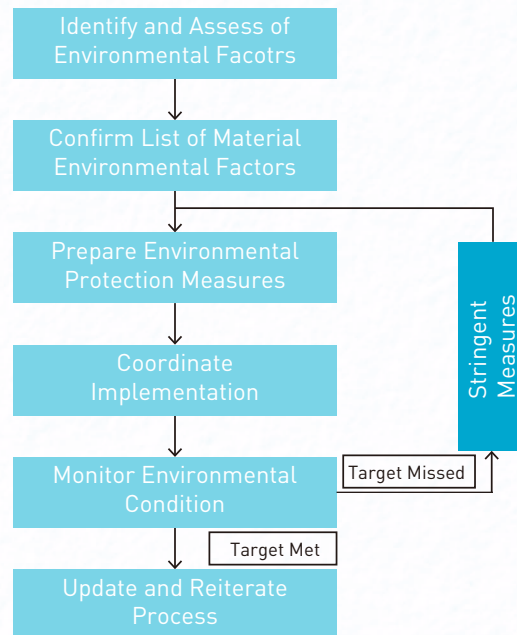 Identify and Assess of
Environmental Facotrs
Confirm List of Material
Environmental Factors
Prepare Environmental
Protection Measures
Stringent
Measures
Coordinate
Implementation
Monitor Environmental
Condition
Target Missed
Target Met
Update and Reiterate
Process